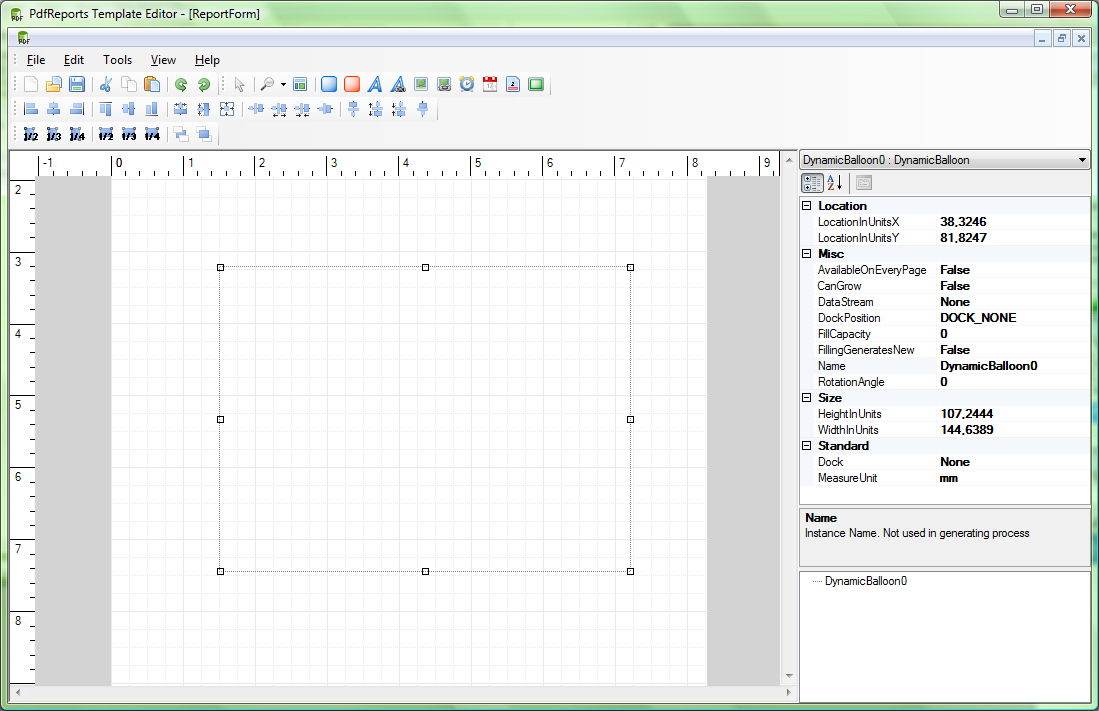 PdfReports Template Editor - [ReportForm]
File Edit Tools View Help
1/2 1/3 1/4 1/2 1/3 1/4
-1 0 1 2 3 4 5 6 7 8 9
2
3
4
5
6
7
8
DynamicBalloon0 : DynamicBalloon
Location
LocationInUnitsX 38,3246
LocationInUnitsY 81,8247
Misc
AvailableOnEveryPage False
CanGrow False
DataStream None
DockPosition DOCK_NONE
FillCapacity 0
FillingGeneratesNew False
Name DynamicBalloon0
RotationAngle 0
Size
HeightInUnits 107,2444
WidthInUnits 144,6389
Standard
Dock None
MeasureUnit mm
Name
Instance Name. Not used in generating process
DynamicBalloon0